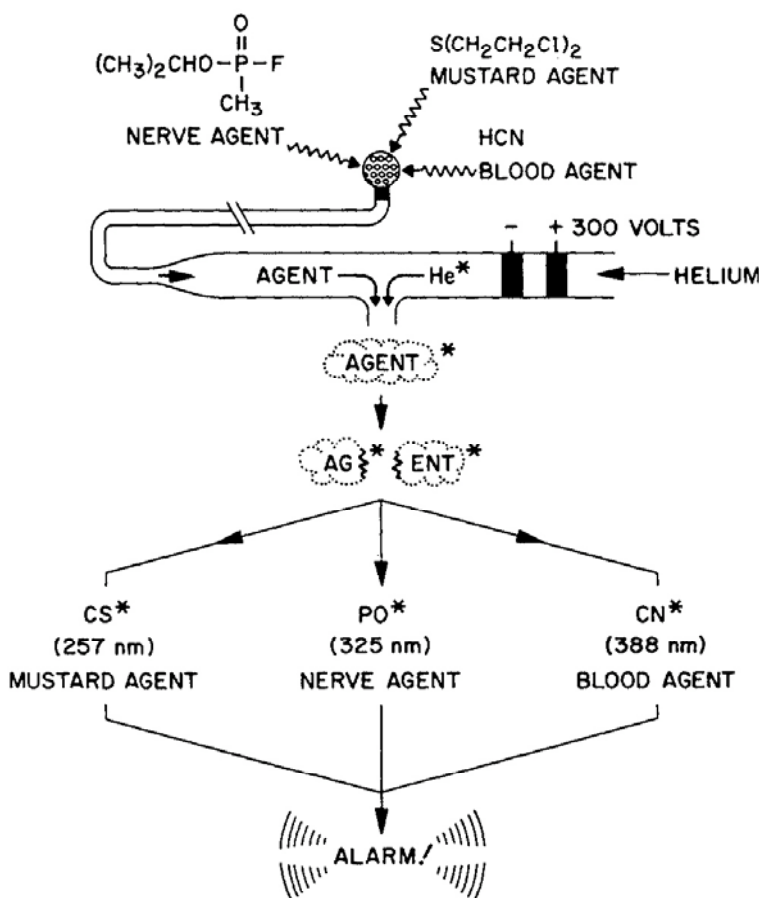 O
(CH3)2CHO—P—F
CH3
NERVE AGENT
S(CH2CH2Cl)2
MUSTARD AGENT
HCN
BLOOD AGENT
− + 300 VOLTS
AGENT He* HELIUM
AGENT*
AG* ENT*
CS* PO* CN*
(257 nm) (325 nm) (388 nm)
MUSTARD AGENT NERVE AGENT BLOOD AGENT
ALARM!